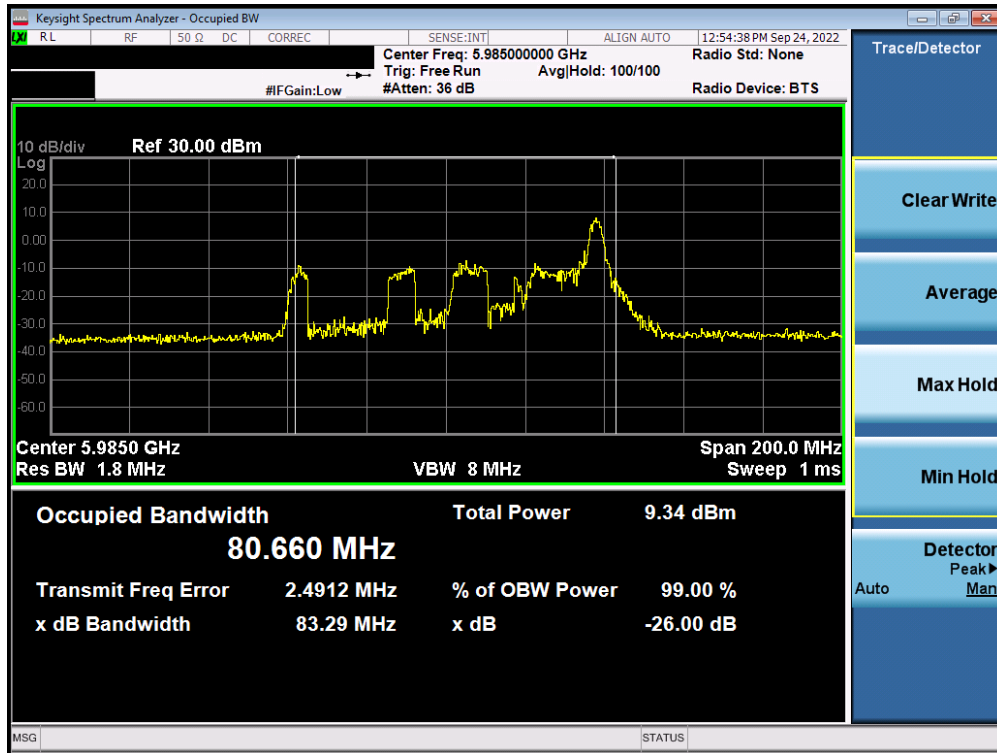 Keysight Spectrum Analyzer - Occupied BW
LXI RL RF 50 Ω DC CORREC SENSE:INT ALIGN AUTO 12:54:38 PM Sep 24, 2022
Center Freq: 5.985000000 GHz Radio Std: None
Trig: Free Run Avg|Hold: 100/100
#IFGain:Low #Atten: 36 dB Radio Device: BTS
Trace/Detector
10 dB/div Ref 30.00 dBm
Log
20.0
10.0
0.00
-10.0
-20.0
-30.0
-40.0
-50.0
-60.0
Center 5.9850 GHz Span 200.0 MHz
Res BW 1.8 MHz VBW 8 MHz Sweep 1 ms
Occupied Bandwidth Total Power 9.34 dBm
80.660 MHz
Transmit Freq Error 2.4912 MHz % of OBW Power 99.00 %
x dB Bandwidth 83.29 MHz x dB -26.00 dB
Clear Write
Average
Max Hold
Min Hold
Detector
Peak▶
Auto Man
MSG STATUS